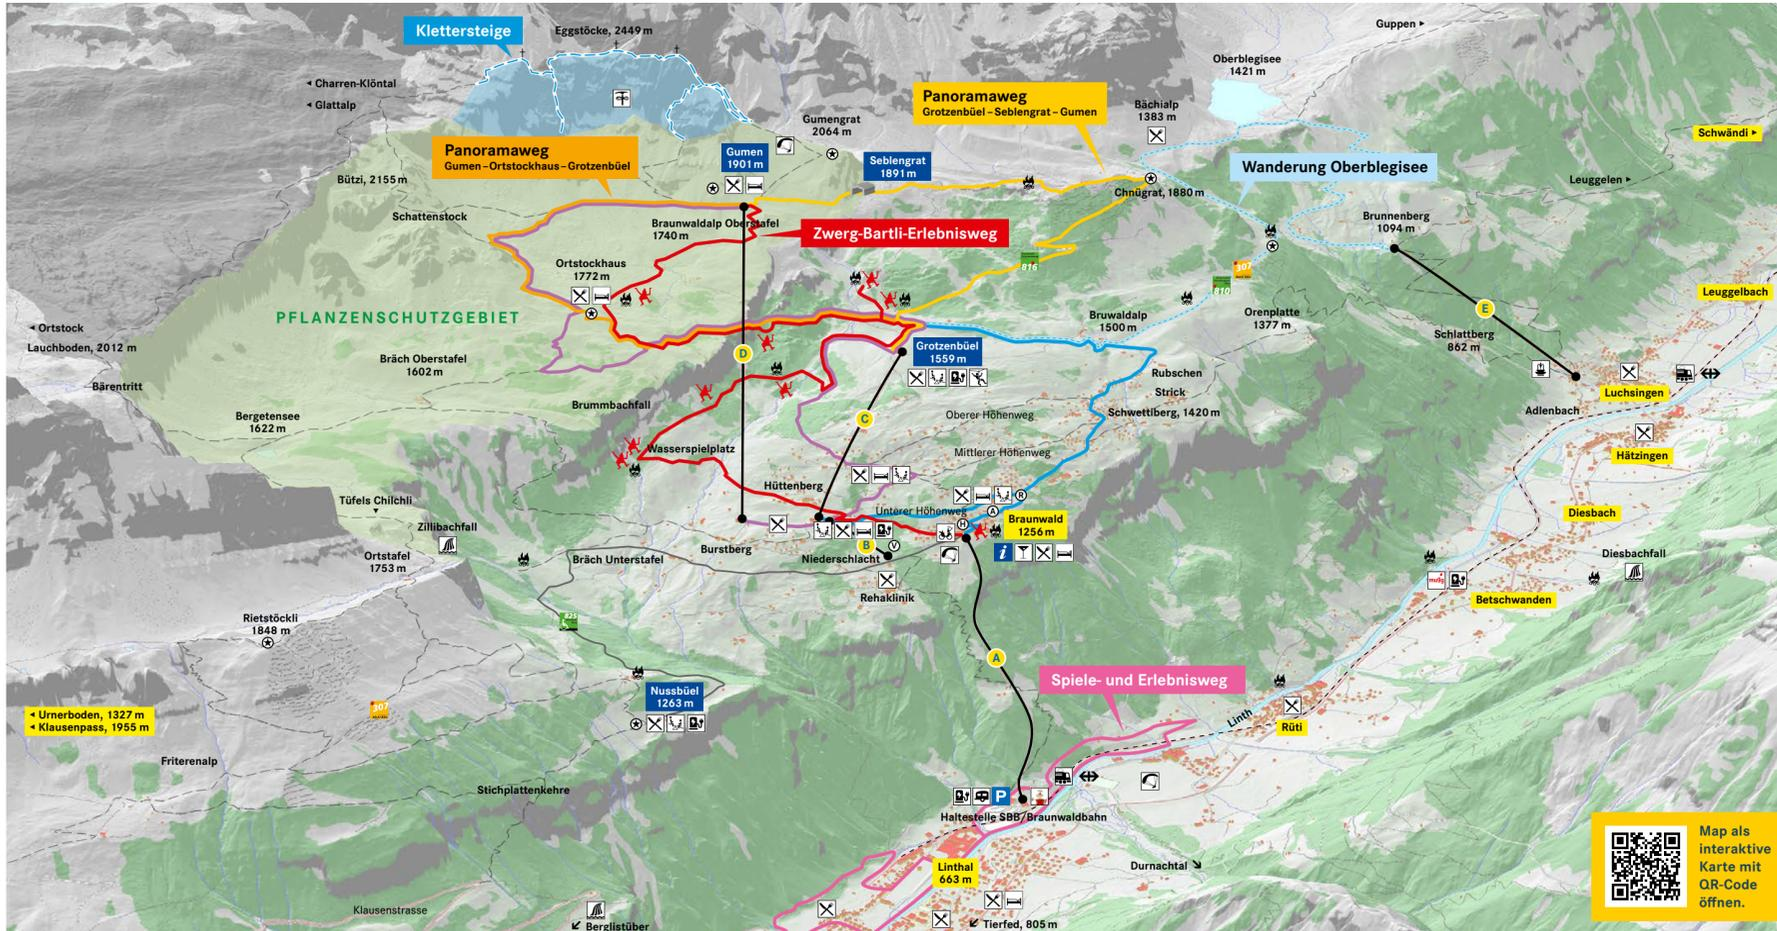 Klettersteige
Eggstöcke, 2449 m
Guppen
Oberblegisee
1421 m
Charren-Klöntal
Glattalp
Panoramaweg
Grotzenbüel – Seblengrat – Gumen
Bächialp
1383 m
Gumengrat
2064 m
Schwändi
Panoramaweg
Gumen – Ortstockhaus – Grotzenbüel
Gumen
1901 m
Seblengrat
1891 m
Wanderung Oberblegisee
Bützi, 2155 m
Leuggelen
Chnügrat, 1880 m
Schattenstock
Braunwaldalp Oberstafel
1740 m
Zwerg-Bartli-Erlebnisweg
Brunnenberg
1094 m
Ortstockhaus
1772 m
816
307
810
Leuggelbach
PFLANZENSCHUTZGEBIET
Bruwaldalp
1500 m
Orenplatte
1377 m
E
Ortstock
Lauchboden, 2012 m
Schlattberg
862 m
D
Grotzenbüel
1559 m
Bräch Oberstafel
1602 m
Bärentritt
Rubschen
Strick
Luchsingen
Brummbachfall
Oberer Höhenweg
Schwettiberg, 1420 m
Adlenbach
Bergetensee
1622 m
C
Wasserspielplatz
Mittlerer Höhenweg
Hätzingen
Hüttenberg
Tüfels Chilchli
R
Unterer Höhenweg
A
H
Braunwald
1256 m
Diesbach
Zillibachfall
B
V
Burstberg
Niederschlacht
i
Ortstafel
1753 m
Bräch Unterstafel
Diesbachfall
Rehaklinik
Betschwanden
Rietstöckli
1848 m
825
A
Spiele- und Erlebnisweg
Nussbüel
1263 m
307
Urnerboden, 1327 m
Klausenpass, 1955 m
Linth
Rüti
Friterenalp
Stichplattenkehre
P
Haltestelle SBB/Braunwaldbahn
Linthal
663 m
Durnachtal
Map als
interaktive
Karte mit
QR-Code
öffnen.
Klausenstrasse
Berglistüber
Tierfed, 805 m